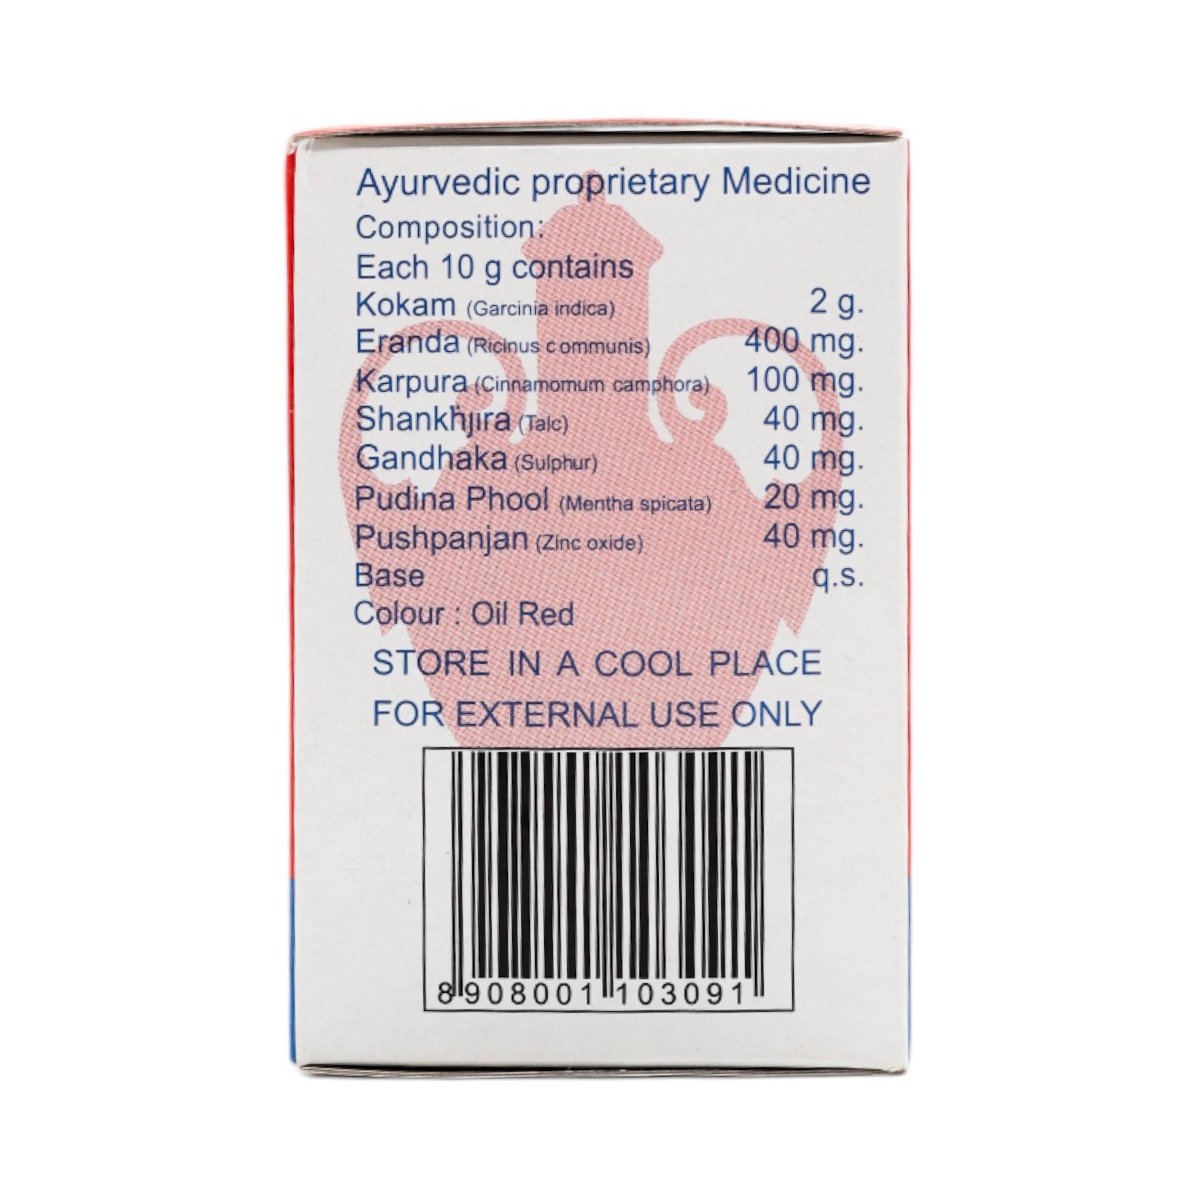 Ayurvedic proprietary Medicine
Composition:
Each 10 g contains
Kokam (Garcinia indica) 2 g.
Eranda (Ricinus communis) 400 mg.
Karpura (Cinnamomum camphora) 100 mg.
Shankhjira (Talc) 40 mg.
Gandhaka (Sulphur) 40 mg.
Pudina Phool (Mentha spicata) 20 mg.
Pushpanjan (Zinc oxide) 40 mg.
Base q.s.
Colour : Oil Red
STORE IN A COOL PLACE
FOR EXTERNAL USE ONLY
8 908001 103091